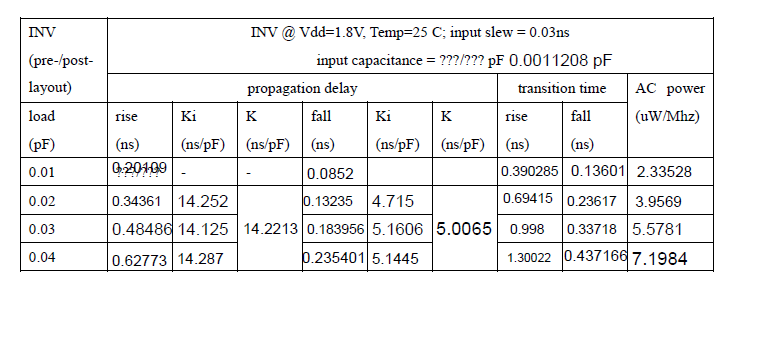 INV
INV @ Vdd=1.8V, Temp=25 C; input slew = 0.03ns
(pre-/post-
input capacitance = ???/??? pF 0.0011208 pF
layout)
propagation delay transition time AC power
load rise Ki K fall Ki K rise fall (uW/Mhz)
(pF) (ns) (ns/pF) (ns/pF) (ns) (ns/pF) (ns/pF) (ns) (ns)
0.01 0.20109 - - 0.0852 0.390285 0.13601 2.33528
0.02 0.34361 14.252 0.13235 4.715 0.69415 0.23617 3.9569
0.03 0.48486 14.125 14.2213 0.183956 5.1606 5.0065 0.998 0.33718 5.5781
0.04 0.62773 14.287 0.235401 5.1445 1.30022 0.437166 7.1984